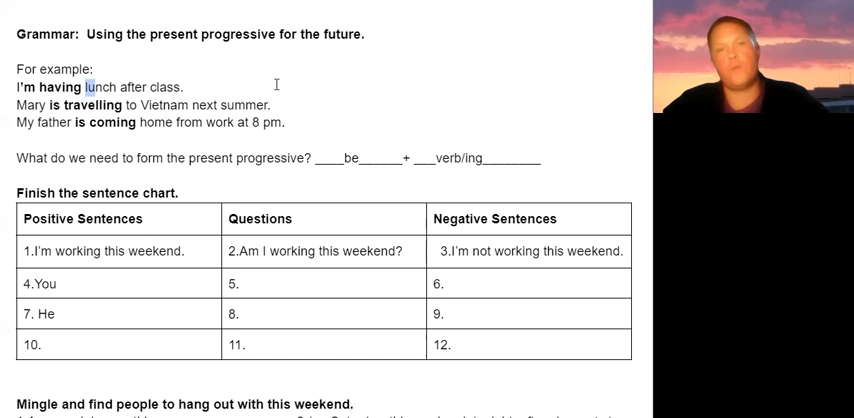 Grammar:  Using the present progressive for the future.
For example:
I'm having lunch after class.
Mary is travelling to Vietnam next summer.
My father is coming home from work at 8 pm.
What do we need to form the present progressive? ____be______+ ___verb/ing________
Finish the sentence chart.
Positive Sentences Questions Negative Sentences
1.I'm working this weekend. 2.Am I working this weekend? 3.I'm not working this weekend.
4.You 5. 6.
7. He 8. 9.
10. 11. 12.
Mingle and find people to hang out with this weekend.